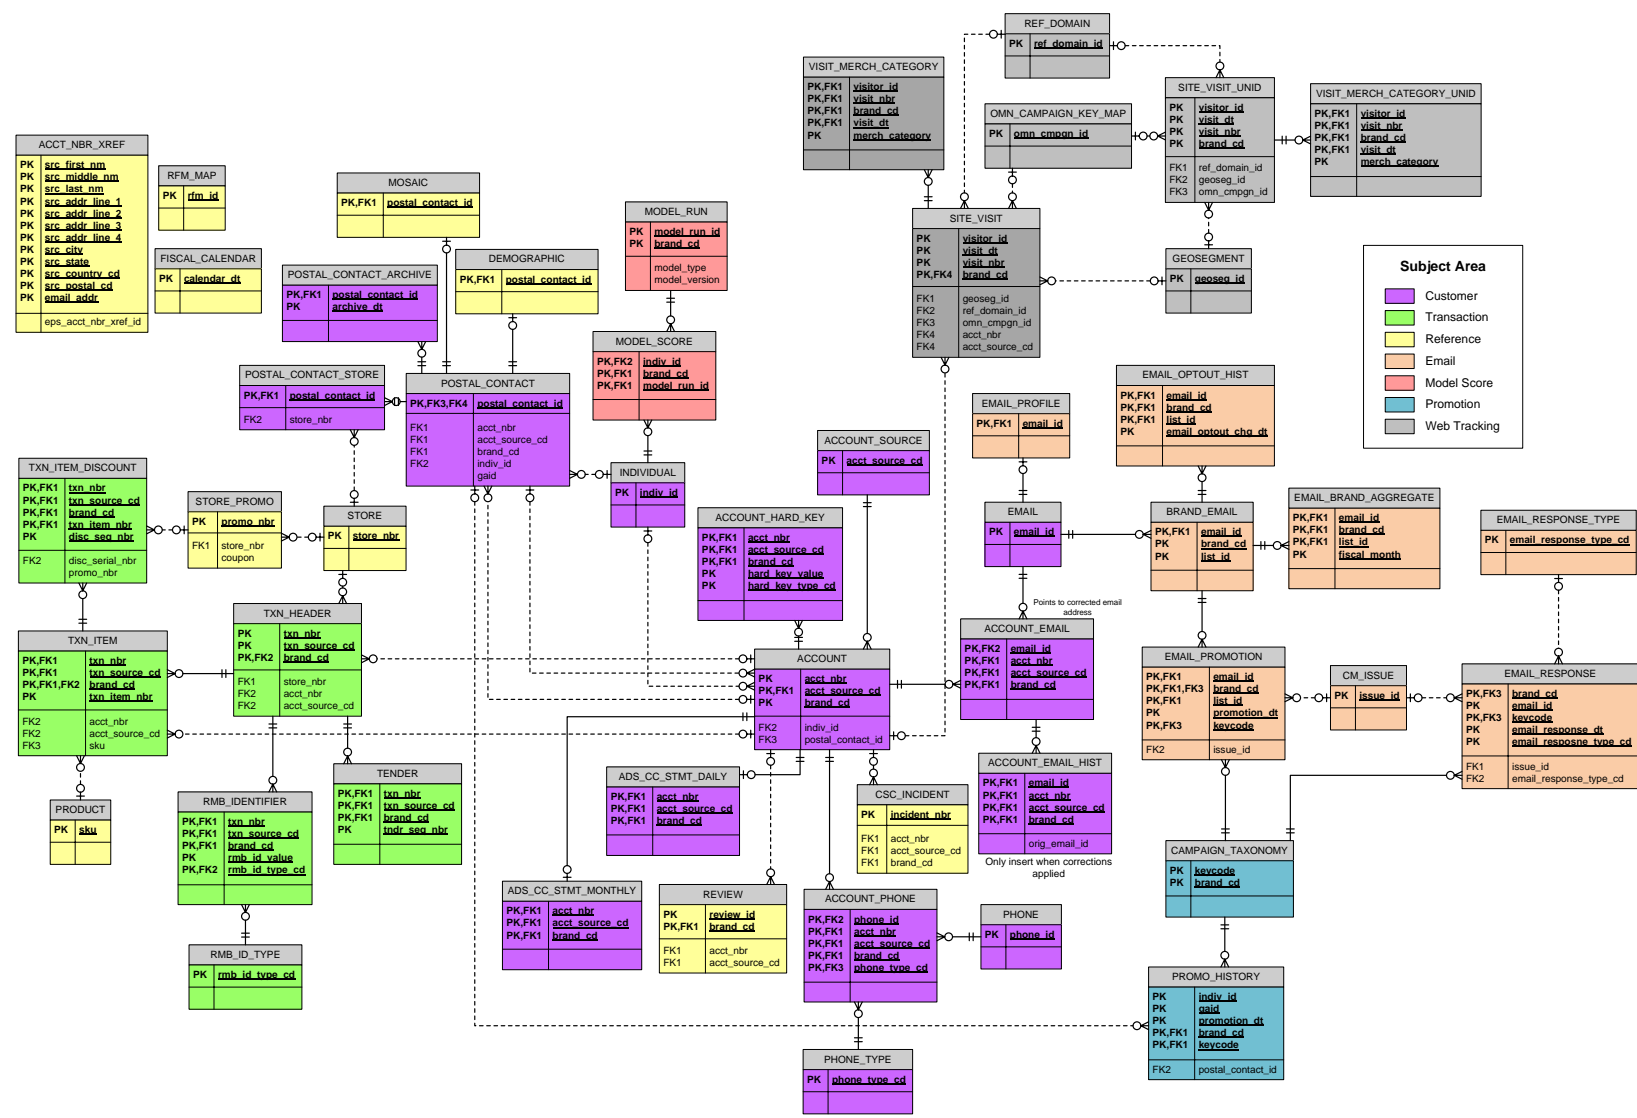 REF_DOMAIN
PK ref_domain_id
VISIT_MERCH_CATEGORY
PK,FK1 visitor_id
PK,FK1 visit_nbr
PK,FK1 brand_cd
PK,FK1 visit_dt
PK merch_category
OMN_CAMPAIGN_KEY_MAP
PK omn_cmpgn_id
SITE_VISIT_UNID
PK visitor_id
PK visit_dt
PK visit_nbr
PK brand_cd
FK1 ref_domain_id
FK2 geoseg_id
FK3 omn_cmpgn_id
VISIT_MERCH_CATEGORY_UNID
PK,FK1 visitor_id
PK,FK1 visit_nbr
PK,FK1 brand_cd
PK,FK1 visit_dt
PK merch_category
ACCT_NBR_XREF
PK src_first_nm
PK src_middle_nm
PK src_last_nm
PK src_addr_line_1
PK src_addr_line_2
PK src_addr_line_3
PK src_addr_line_4
PK src_city
PK src_state
PK src_country_cd
PK src_postal_cd
PK email_addr
eps_acct_nbr_xref_id
RFM_MAP
PK rfm_id
FISCAL_CALENDAR
PK calendar_dt
MOSAIC
PK,FK1 postal_contact_id
POSTAL_CONTACT_ARCHIVE
PK,FK1 postal_contact_id
PK archive_dt
DEMOGRAPHIC
PK,FK1 postal_contact_id
MODEL_RUN
PK model_run_id
PK brand_cd
model_type
model_version
SITE_VISIT
PK visitor_id
PK visit_dt
PK visit_nbr
PK,FK4 brand_cd
FK1 geoseg_id
FK2 ref_domain_id
FK3 omn_cmpgn_id
FK4 acct_nbr
FK4 acct_source_cd
GEOSEGMENT
PK geoseg_id
Subject Area
Customer
Transaction
Reference
Email
Model Score
Promotion
Web Tracking
MODEL_SCORE
PK,FK2 indiv_id
PK,FK1 brand_cd
PK,FK1 model_run_id
POSTAL_CONTACT_STORE
PK,FK1 postal_contact_id
FK2 store_nbr
POSTAL_CONTACT
PK,FK3,FK4 postal_contact_id
FK1 acct_nbr
FK1 acct_source_cd
FK1 brand_cd
FK2 indiv_id
gaid
INDIVIDUAL
PK indiv_id
ACCOUNT_SOURCE
PK acct_source_cd
EMAIL_PROFILE
PK,FK1 email_id
EMAIL_OPTOUT_HIST
PK,FK1 email_id
PK,FK1 brand_cd
PK,FK1 list_id
PK email_optout_chg_dt
TXN_ITEM_DISCOUNT
PK,FK1 txn_nbr
PK,FK1 txn_source_cd
PK,FK1 brand_cd
PK,FK1 txn_item_nbr
PK disc_seq_nbr
FK2 disc_serial_nbr
promo_nbr
STORE_PROMO
PK promo_nbr
FK1 store_nbr
coupon
STORE
PK store_nbr
ACCOUNT_HARD_KEY
PK,FK1 acct_nbr
PK,FK1 acct_source_cd
PK,FK1 brand_cd
PK hard_key_value
PK hard_key_type_cd
EMAIL
PK email_id
BRAND_EMAIL
PK,FK1 email_id
PK brand_cd
PK list_id
EMAIL_BRAND_AGGREGATE
PK,FK1 email_id
PK,FK1 brand_cd
PK,FK1 list_id
PK fiscal_month
EMAIL_RESPONSE_TYPE
PK email_response_type_cd
Points to corrected email
address
TXN_HEADER
PK txn_nbr
PK txn_source_cd
PK,FK2 brand_cd
FK1 store_nbr
FK2 acct_nbr
FK2 acct_source_cd
TXN_ITEM
PK,FK1 txn_nbr
PK,FK1 txn_source_cd
PK,FK1,FK2 brand_cd
PK txn_item_nbr
FK2 acct_nbr
FK2 acct_source_cd
FK3 sku
ACCOUNT
PK acct_nbr
PK,FK1 acct_source_cd
PK brand_cd
FK2 indiv_id
FK3 postal_contact_id
ACCOUNT_EMAIL
PK,FK2 email_id
PK,FK1 acct_nbr
PK,FK1 acct_source_cd
PK,FK1 brand_cd
EMAIL_PROMOTION
PK,FK1 email_id
PK,FK1,FK3 brand_cd
PK,FK1 list_id
PK promotion_dt
PK,FK3 keycode
FK2 issue_id
CM_ISSUE
PK issue_id
EMAIL_RESPONSE
PK,FK3 brand_cd
PK email_id
PK,FK3 keycode
PK email_response_dt
PK email_resposne_type_cd
FK1 issue_id
FK2 email_response_type_cd
PRODUCT
PK sku
RMB_IDENTIFIER
PK,FK1 txn_nbr
PK,FK1 txn_source_cd
PK,FK1 brand_cd
PK rmb_id_value
PK,FK2 rmb_id_type_cd
TENDER
PK,FK1 txn_nbr
PK,FK1 txn_source_cd
PK,FK1 brand_cd
PK tndr_seq_nbr
ADS_CC_STMT_DAILY
PK,FK1 acct_nbr
PK,FK1 acct_source_cd
PK,FK1 brand_cd
CSC_INCIDENT
PK incident_nbr
FK1 acct_nbr
FK1 acct_source_cd
FK1 brand_cd
ACCOUNT_EMAIL_HIST
PK,FK1 email_id
PK,FK1 acct_nbr
PK,FK1 acct_source_cd
PK,FK1 brand_cd
orig_email_id
Only insert when corrections
applied
CAMPAIGN_TAXONOMY
PK keycode
PK brand_cd
ADS_CC_STMT_MONTHLY
PK,FK1 acct_nbr
PK,FK1 acct_source_cd
PK,FK1 brand_cd
REVIEW
PK review_id
PK,FK1 brand_cd
FK1 acct_nbr
FK1 acct_source_cd
ACCOUNT_PHONE
PK,FK2 phone_id
PK,FK1 acct_nbr
PK,FK1 acct_source_cd
PK,FK1 brand_cd
PK,FK3 phone_type_cd
PHONE
PK phone_id
RMB_ID_TYPE
PK rmb_id_type_cd
PROMO_HISTORY
PK indiv_id
PK gaid
PK promotion_dt
PK,FK1 brand_cd
PK,FK1 keycode
FK2 postal_contact_id
PHONE_TYPE
PK phone_type_cd